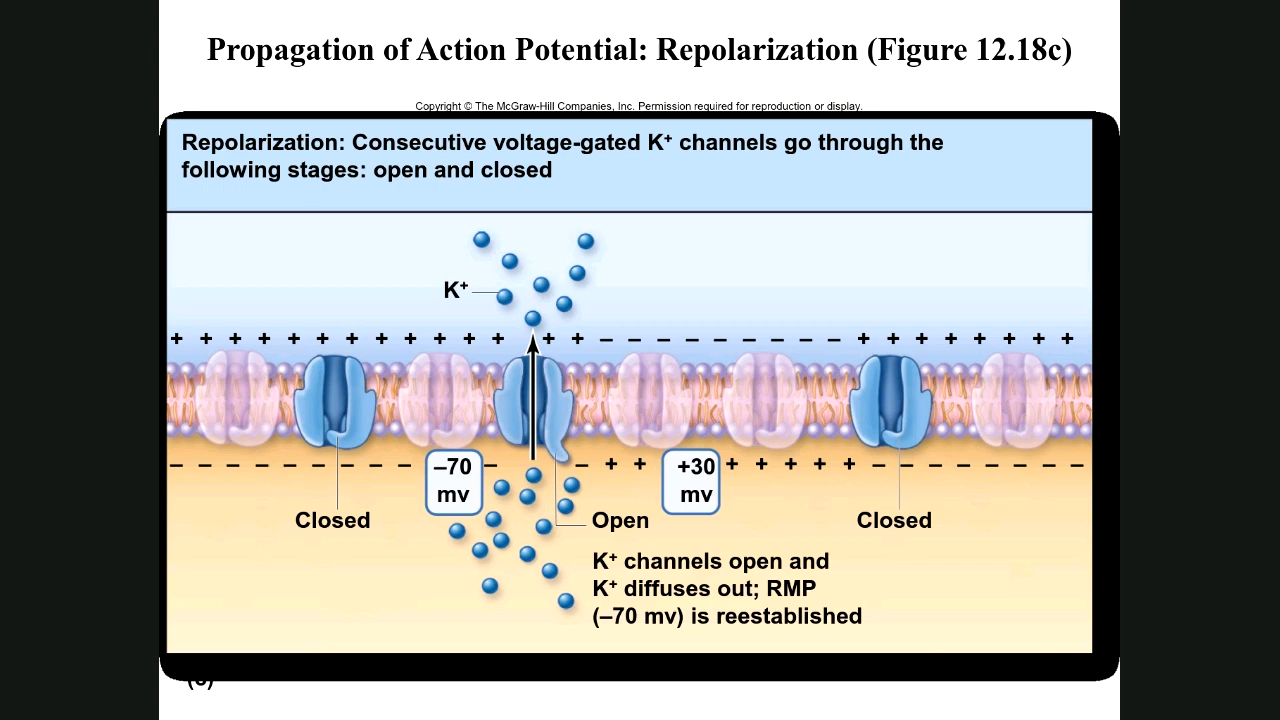 Propagation of Action Potential: Repolarization (Figure 12.18c)
Copyright © The McGraw-Hill Companies, Inc. Permission required for reproduction or display.
Repolarization: Consecutive voltage-gated K⁺ channels go through the
following stages: open and closed
K⁺
+ + + + + + + + + + + + + + – – – – – – – – – + + + + + + + +
– – – – – – – – – –70 – – + + +30 + + + + + – – – – – – – –
mv mv
Closed Open Closed
K⁺ channels open and
K⁺ diffuses out; RMP
(–70 mv) is reestablished